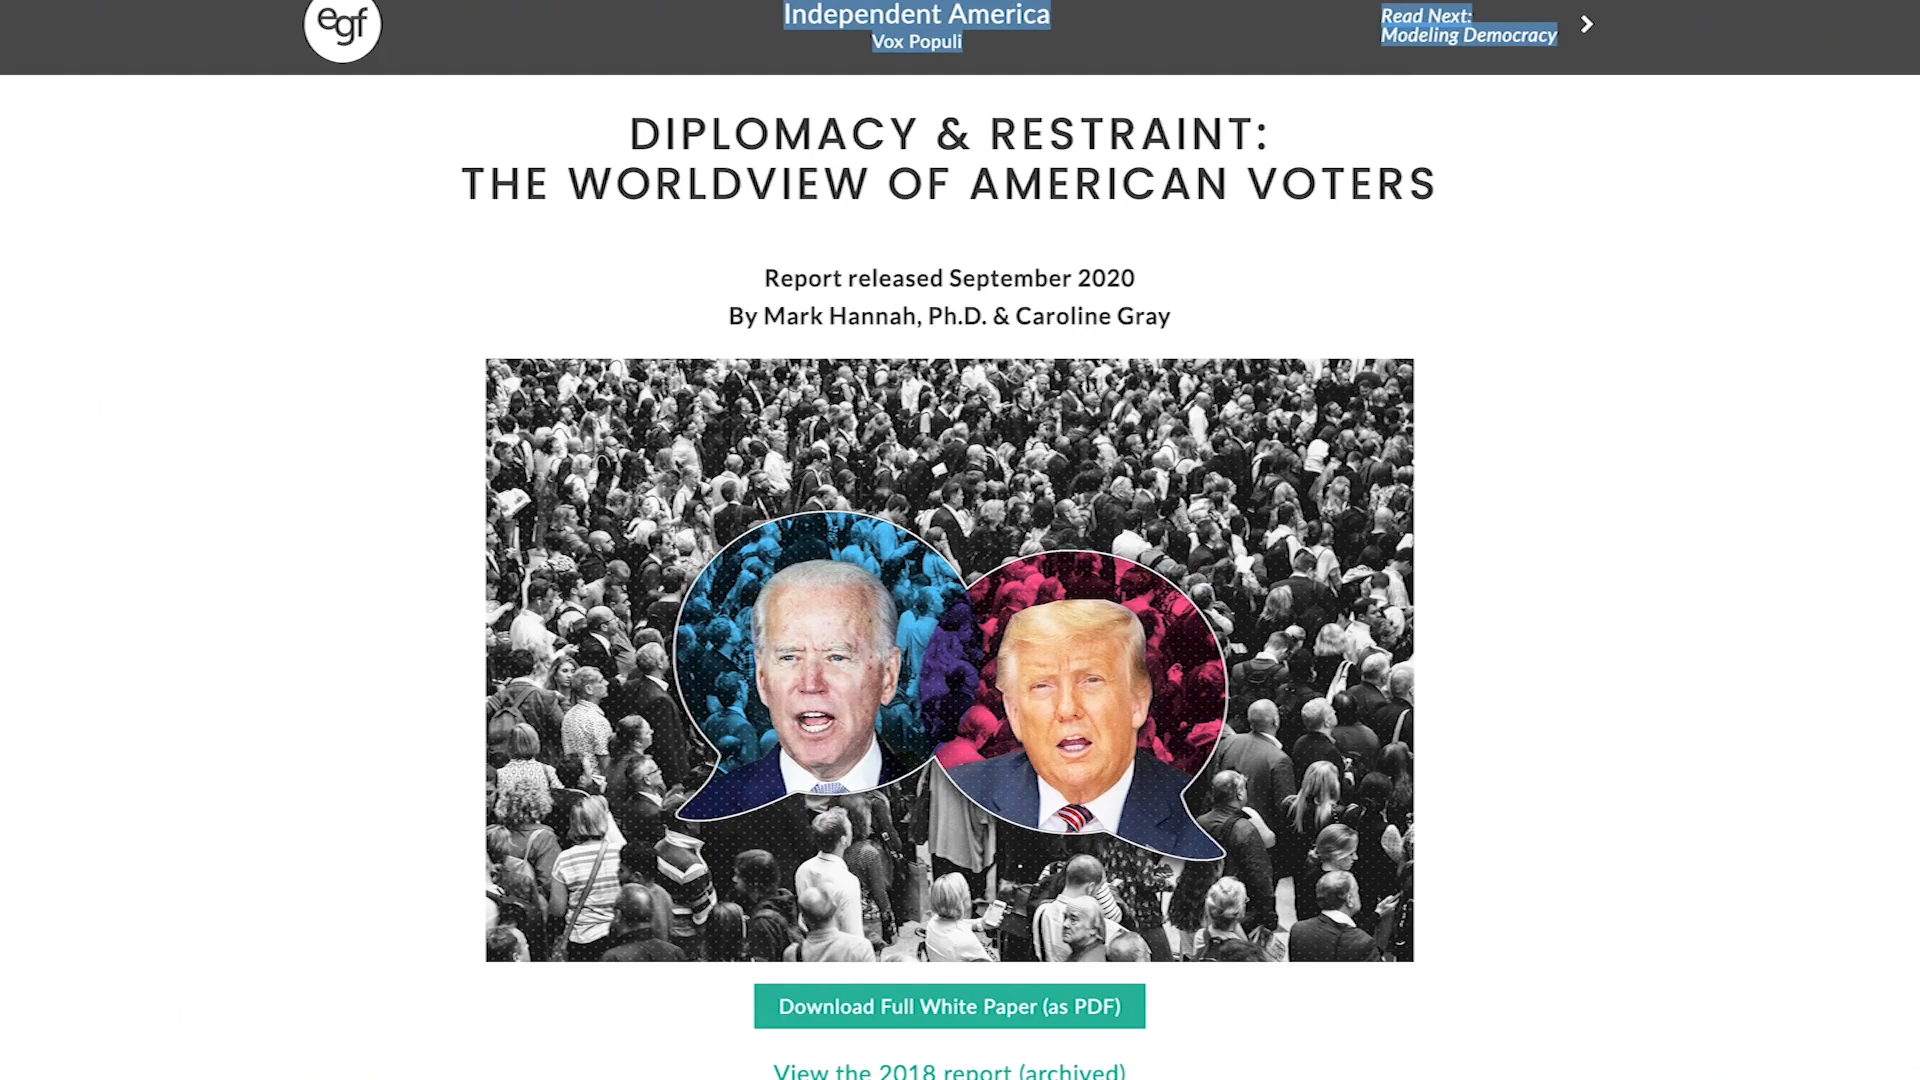 egf
Independent America
Vox Populi
Read Next:
Modeling Democracy
DIPLOMACY & RESTRAINT:
THE WORLDVIEW OF AMERICAN VOTERS
Report released September 2020
By Mark Hannah, Ph.D. & Caroline Gray
Download Full White Paper (as PDF)
View the 2018 report (archived)